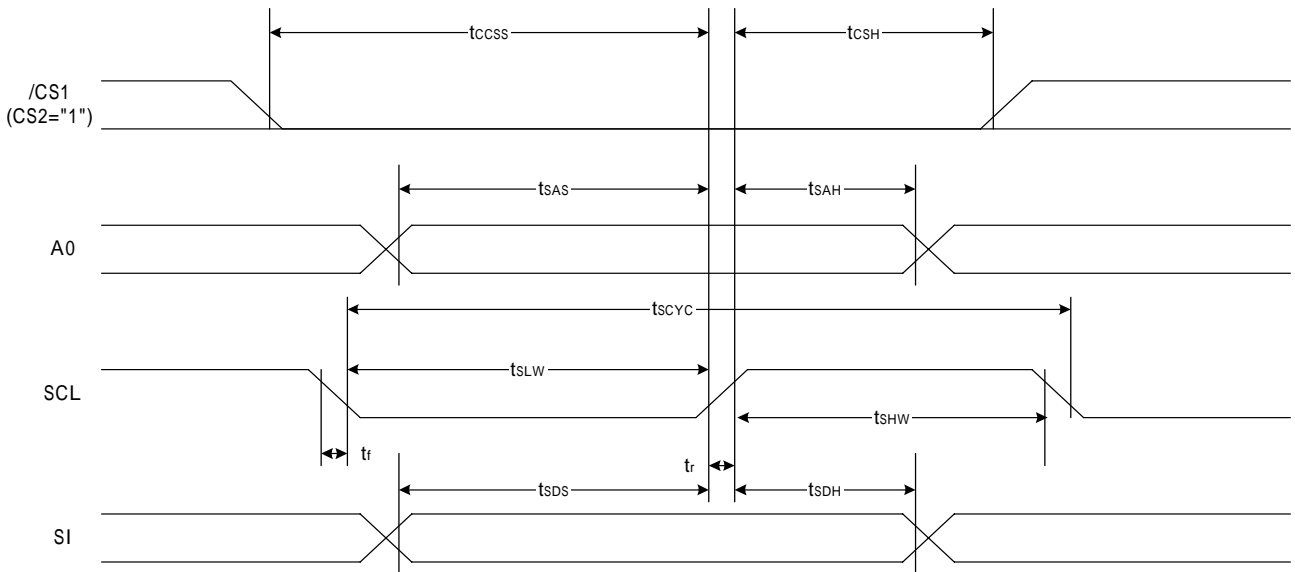 tCCSS
tCSH
/CS1
(CS2="1")
tSAS
tSAH
A0
tSCYC
tSLW
SCL
tSHW
tf
tr
tSDS
tSDH
SI